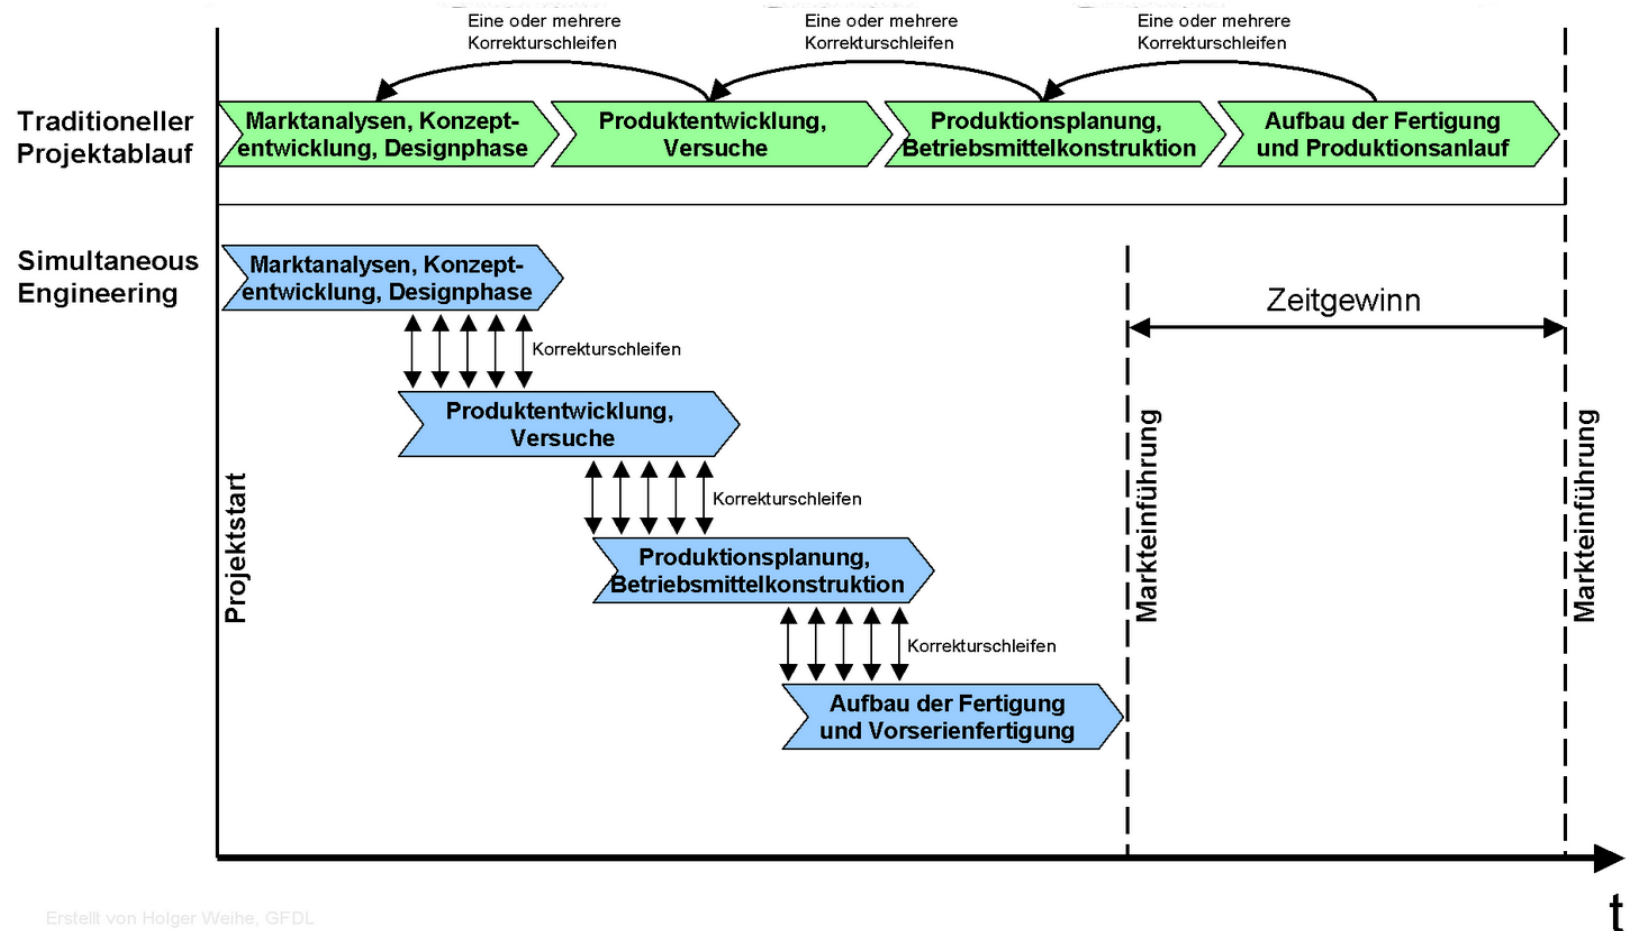 Eine oder mehrere
Korrekturschleifen
Eine oder mehrere
Korrekturschleifen
Eine oder mehrere
Korrekturschleifen
Traditioneller
Projektablauf
Marktanalysen, Konzept-
entwicklung, Designphase
Produktentwicklung,
Versuche
Produktionsplanung,
Betriebsmittelkonstruktion
Aufbau der Fertigung
und Produktionsanlauf
Simultaneous
Engineering
Marktanalysen, Konzept-
entwicklung, Designphase
Zeitgewinn
Korrekturschleifen
Produktentwicklung,
Versuche
Korrekturschleifen
Projektstart
Markteinführung
Markteinführung
Produktionsplanung,
Betriebsmittelkonstruktion
Korrekturschleifen
Aufbau der Fertigung
und Vorserienfertigung
t
Erstellt von Holger Weihe, GFDL